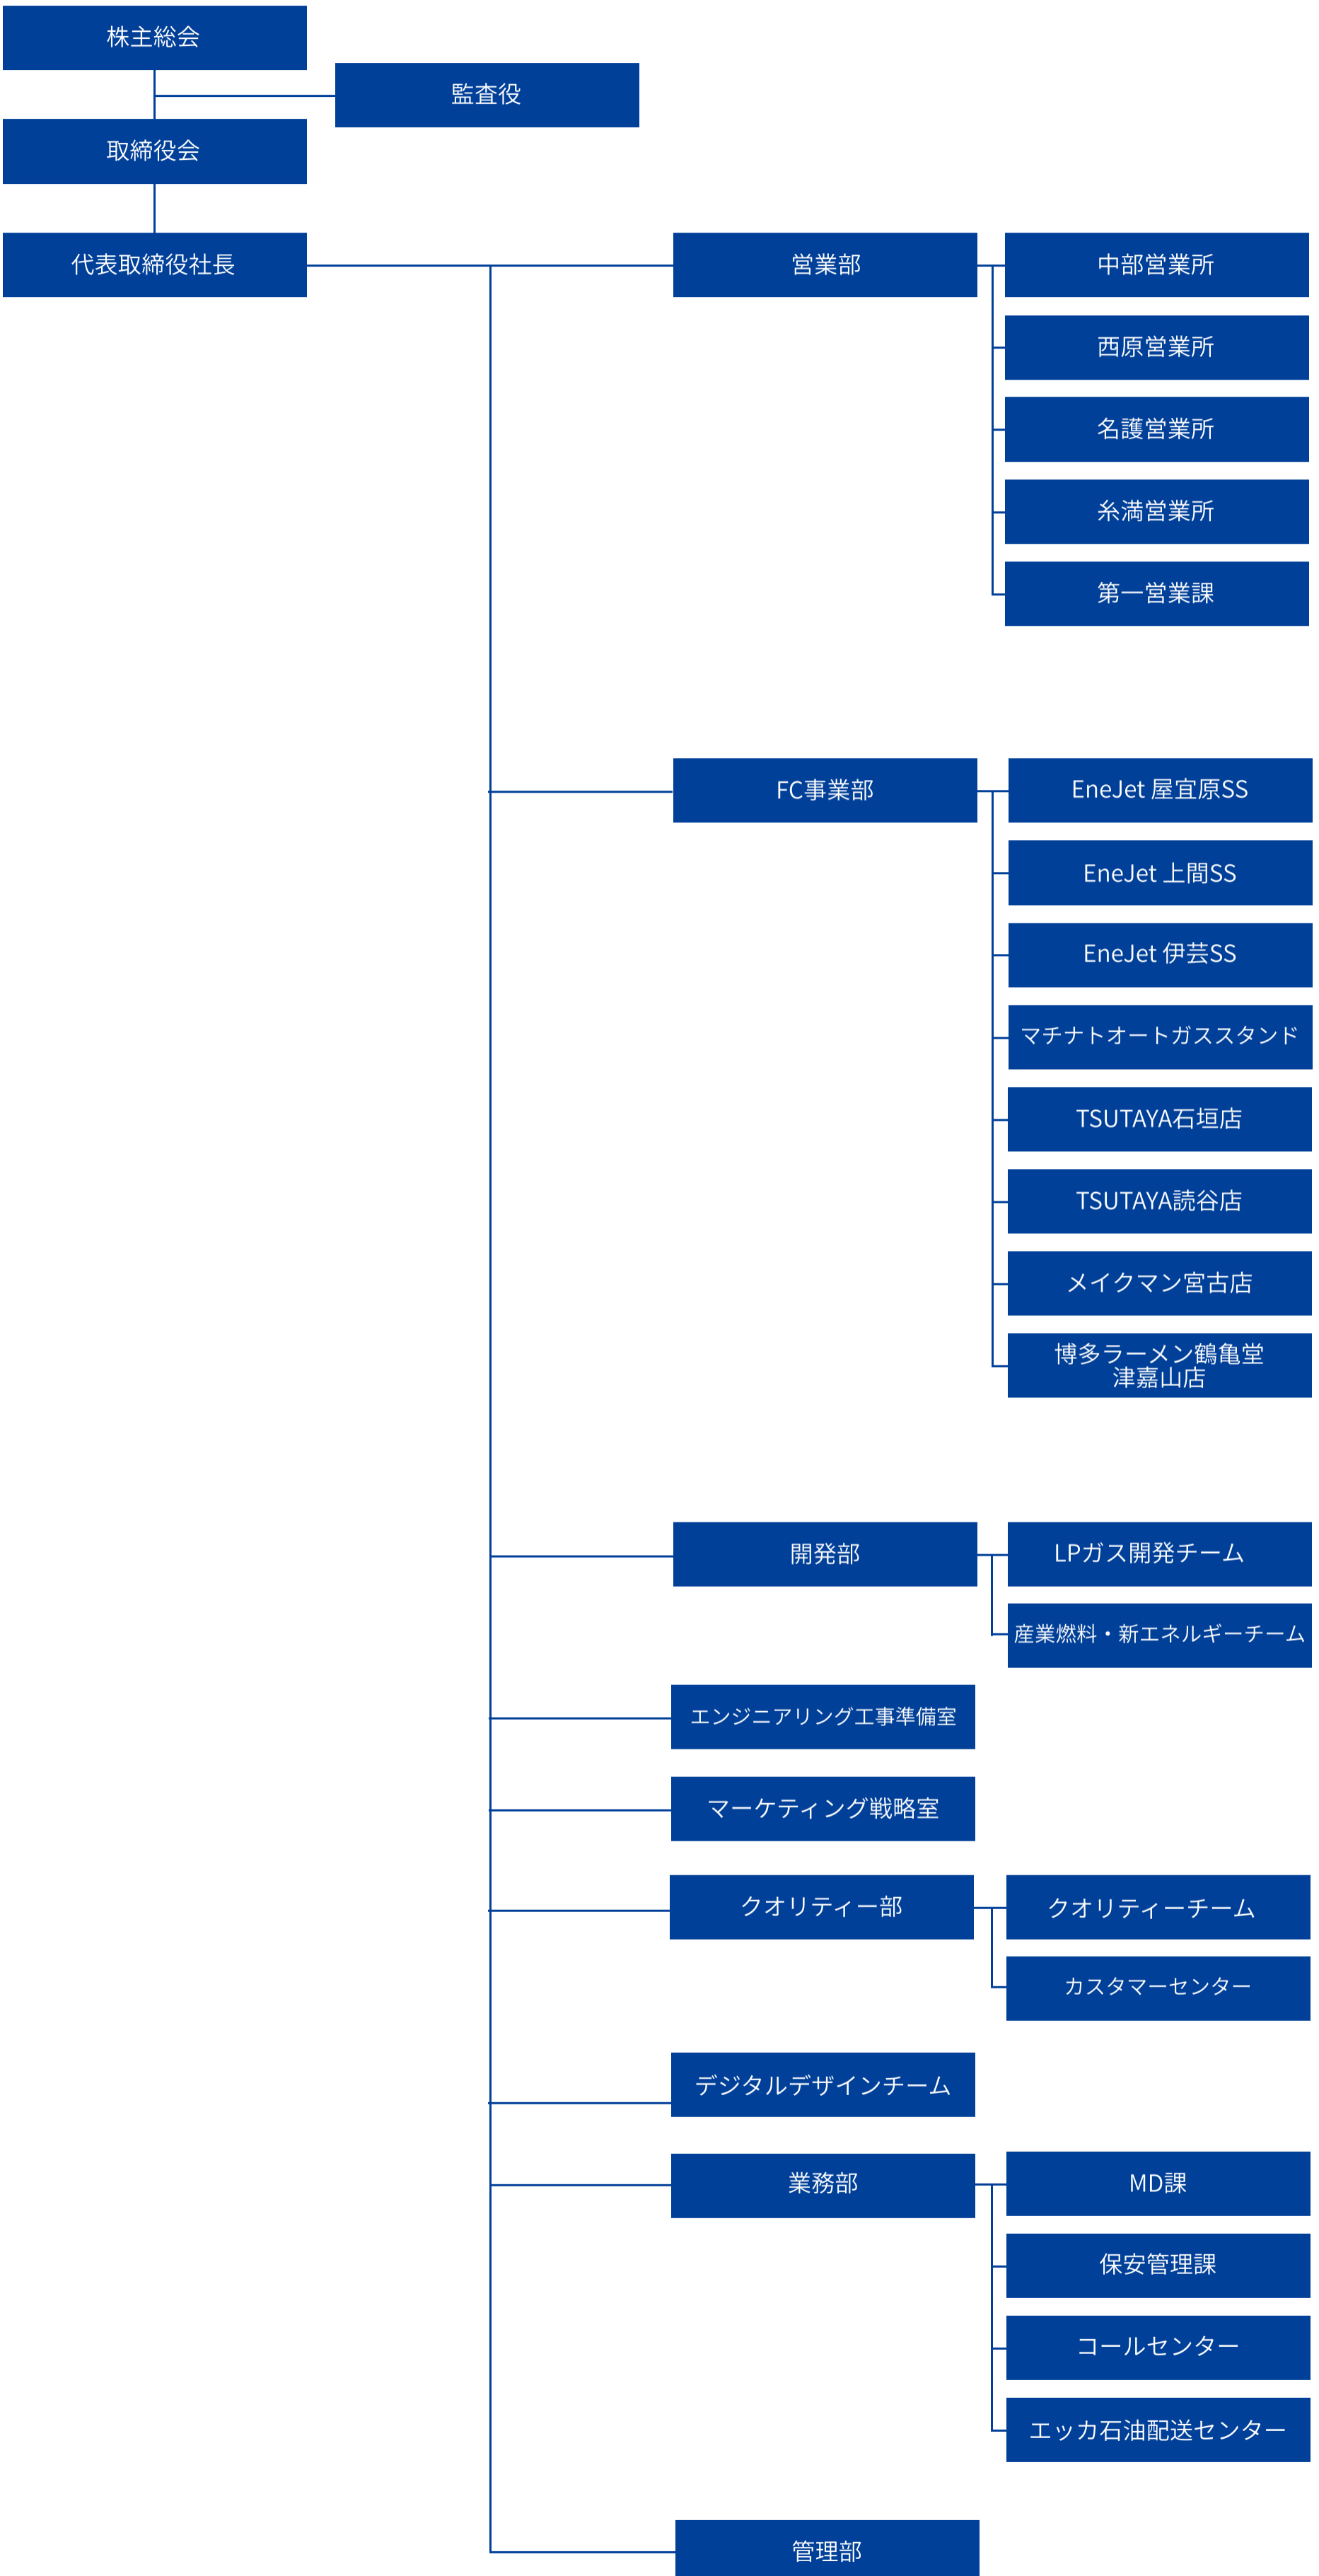 株主総会
監査役
取締役会
代表取締役社長
営業部
中部営業所
西原営業所
名護営業所
糸満営業所
第一営業課
FC事業部
EneJet 屋宜原SS
EneJet 上間SS
EneJet 伊芸SS
マチナトオートガススタンド
TSUTAYA石垣店
TSUTAYA読谷店
メイクマン宮古店
博多ラーメン鶴亀堂
津嘉山店
開発部
LPガス開発チーム
産業燃料・新エネルギーチーム
エンジニアリング工事準備室
マーケティング戦略室
クオリティー部
クオリティーチーム
カスタマーセンター
デジタルデザインチーム
業務部
MD課
保安管理課
コールセンター
エッカ石油配送センター
管理部